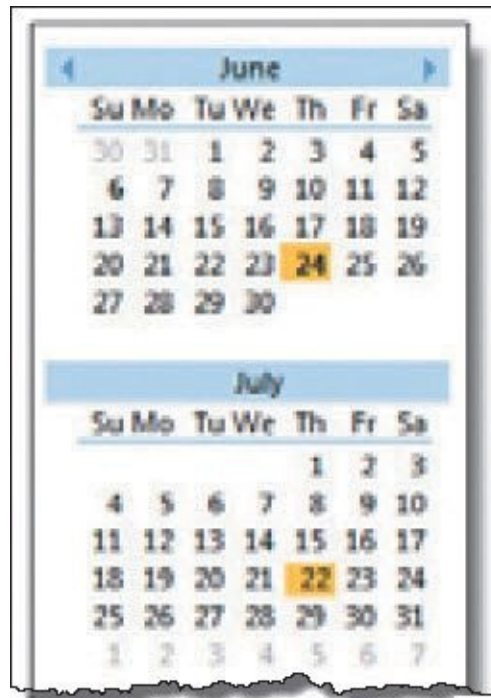 June
Su Mo Tu We Th Fr Sa
30 31 1 2 3 4 5
6 7 8 9 10 11 12
13 14 15 16 17 18 19
20 21 22 23 24 25 26
27 28 29 30
July
Su Mo Tu We Th Fr Sa
1 2 3
4 5 6 7 8 9 10
11 12 13 14 15 16 17
18 19 20 21 22 23 24
25 26 27 28 29 30 31
1 2 3 4 5 6 7